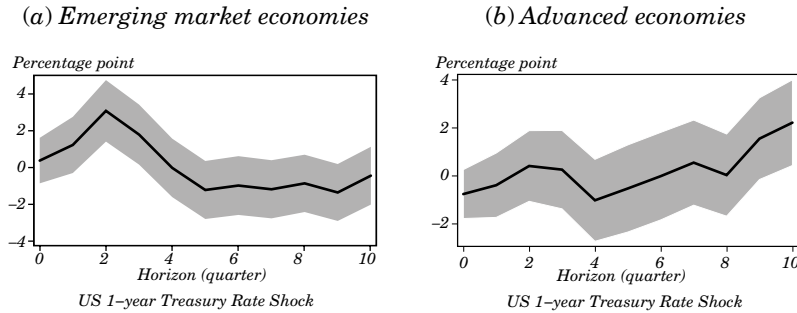 (a) Emerging market economies
Percentage point
4
2
0
–2
–4
0 2 4 6 8 10
Horizon (quarter)
US 1–year Treasury Rate Shock
(b) Advanced economies
Percentage point
4
2
0
–2
0 2 4 6 8 10
Horizon (quarter)
US 1–year Treasury Rate Shock